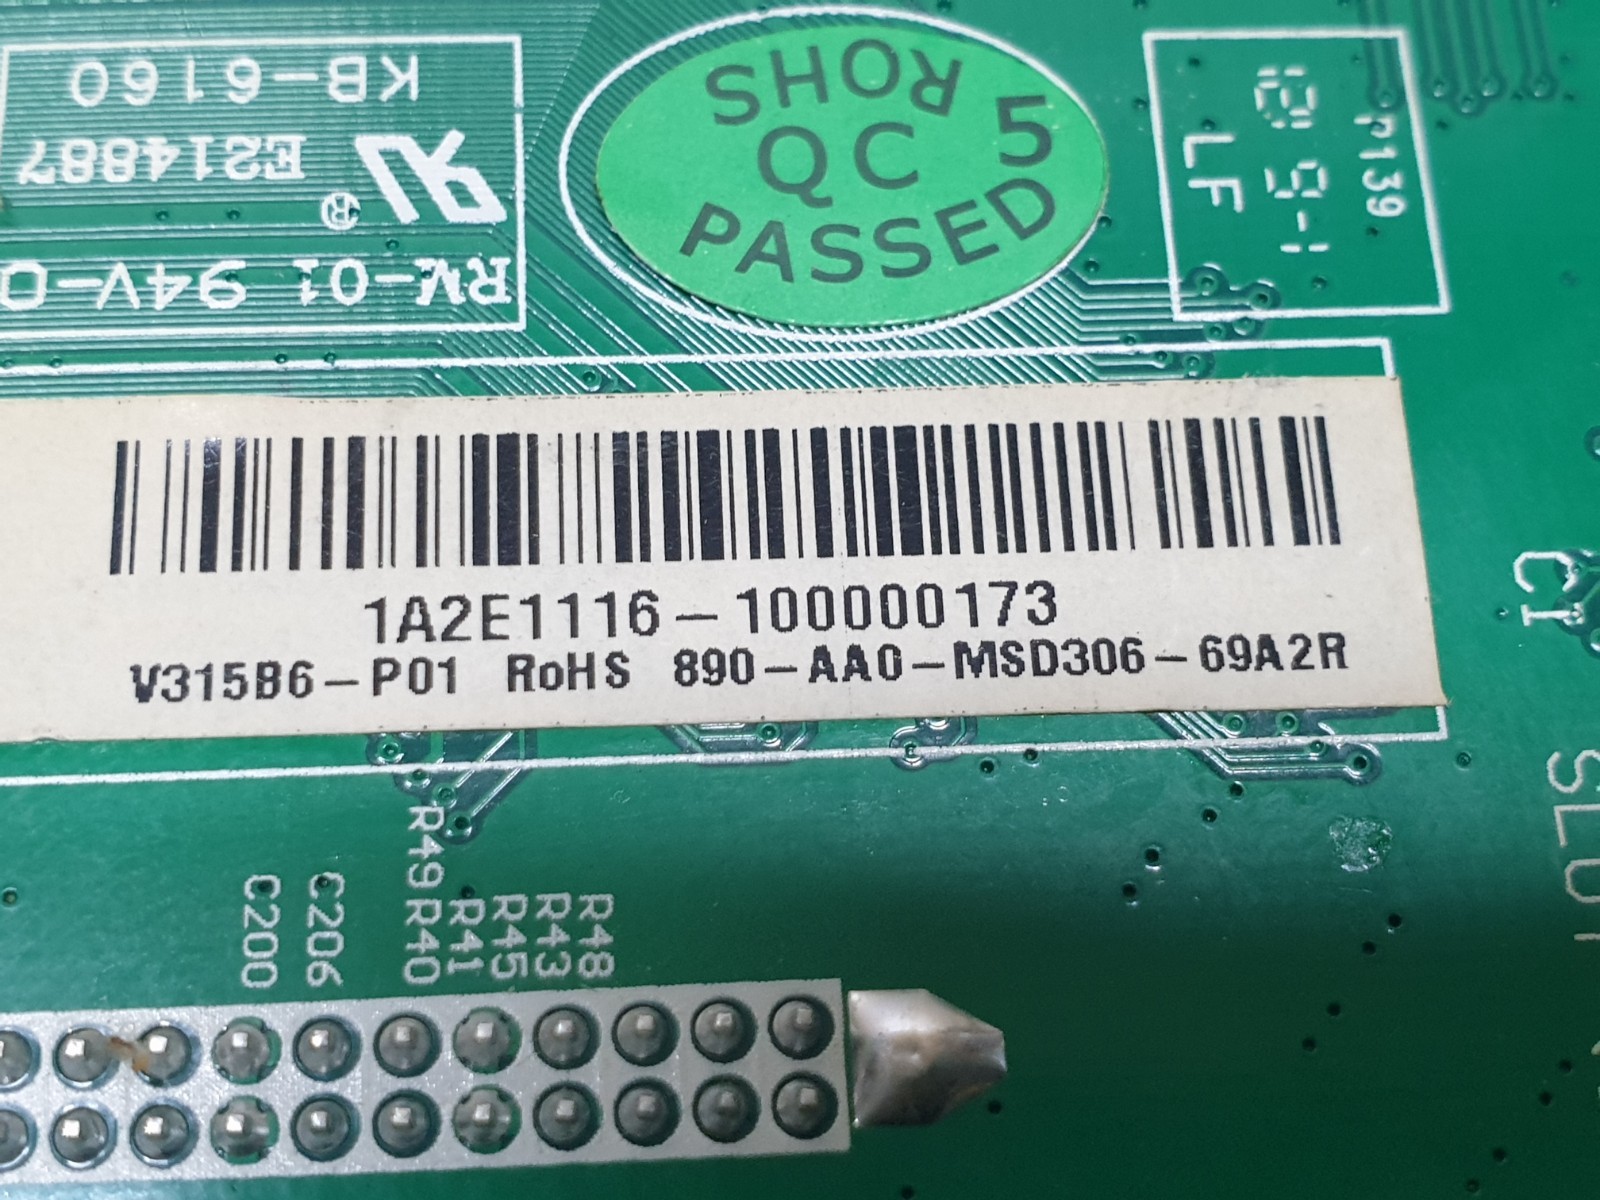 KB-6160
E214887
UR®
RM-01 94V-0
ROHS
QC 5
PASSED
p139
LF
1A2E1116-100000173
V315B6-P01 RoHS 890-AA0-MSD306-69A2R
R49
C200
C206
R40
R41
R45
R43
R48